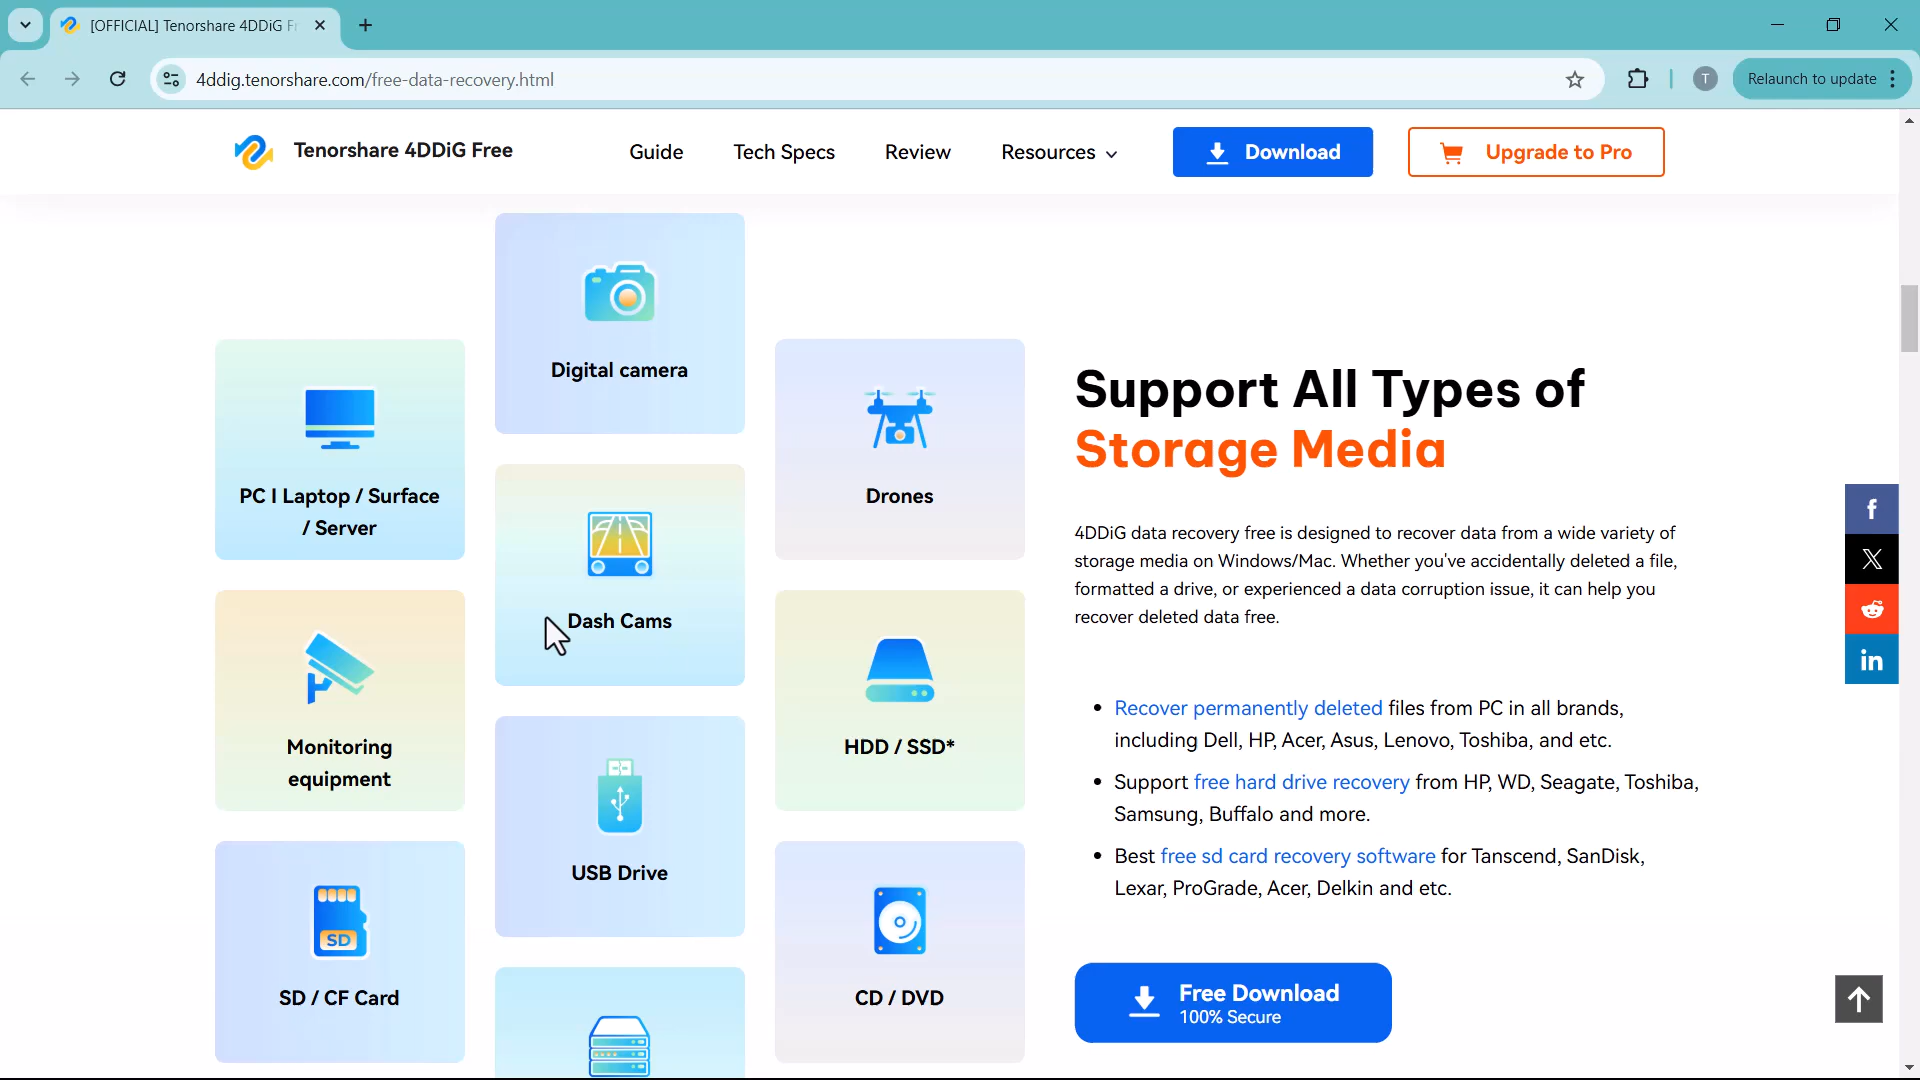 [OFFICIAL] Tenorshare 4DDiG Fr
4ddig.tenorshare.com/free-data-recovery.html
T
Relaunch to update
Tenorshare 4DDiG Free
Guide
Tech Specs
Review
Resources
Download
Upgrade to Pro
Digital camera
PC I Laptop / Surface
/ Server
Drones
Dash Cams
Monitoring
equipment
HDD / SSD*
USB Drive
SD
SD / CF Card
CD / DVD
Support All Types of
Storage Media
4DDiG data recovery free is designed to recover data from a wide variety of
storage media on Windows/Mac. Whether you've accidentally deleted a file,
formatted a drive, or experienced a data corruption issue, it can help you
recover deleted data free.
Recover permanently deleted files from PC in all brands,
including Dell, HP, Acer, Asus, Lenovo, Toshiba, and etc.
Support free hard drive recovery from HP, WD, Seagate, Toshiba,
Samsung, Buffalo and more.
Best free sd card recovery software for Tanscend, SanDisk,
Lexar, ProGrade, Acer, Delkin and etc.
Free Download
100% Secure
f
X
in